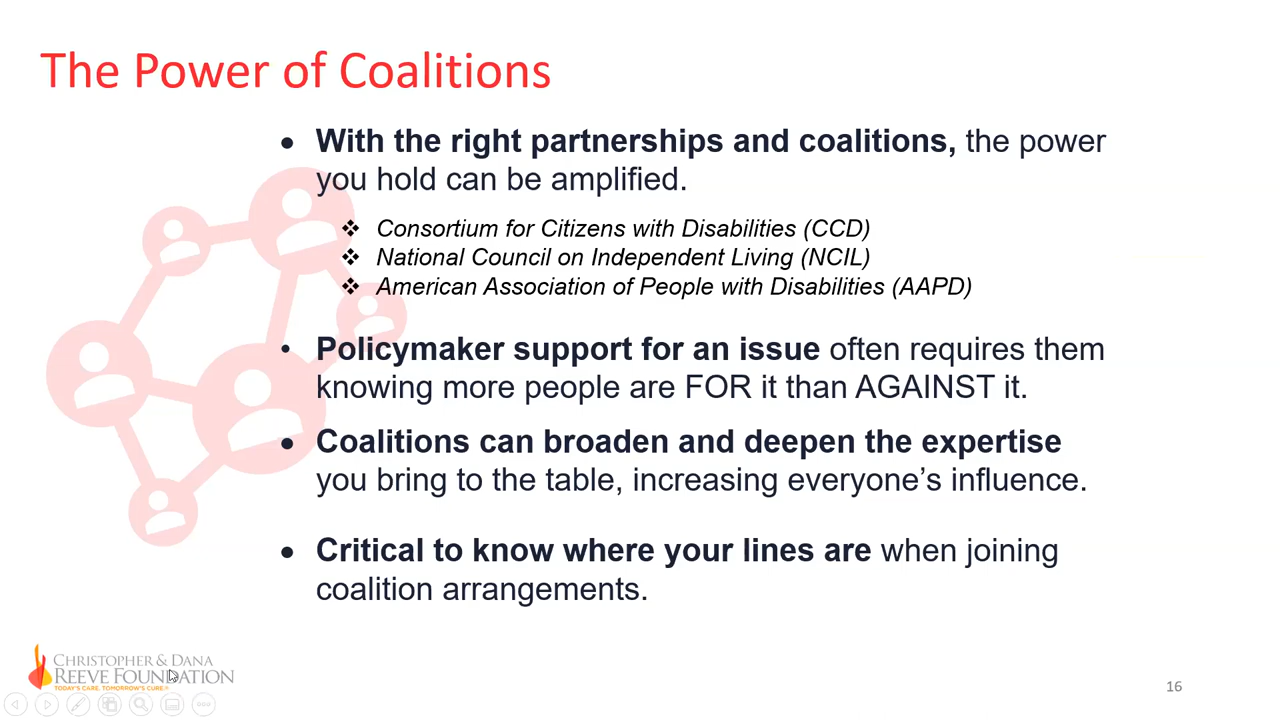 The Power of Coalitions
• With the right partnerships and coalitions, the power
you hold can be amplified.
❖ Consortium for Citizens with Disabilities (CCD)
❖ National Council on Independent Living (NCIL)
❖ American Association of People with Disabilities (AAPD)
• Policymaker support for an issue often requires them
knowing more people are FOR it than AGAINST it.
• Coalitions can broaden and deepen the expertise
you bring to the table, increasing everyone’s influence.
• Critical to know where your lines are when joining
coalition arrangements.
CHRISTOPHER & DANA
REEVE FOUNDATION
TODAY'S CARE. TOMORROW'S CURE.
16